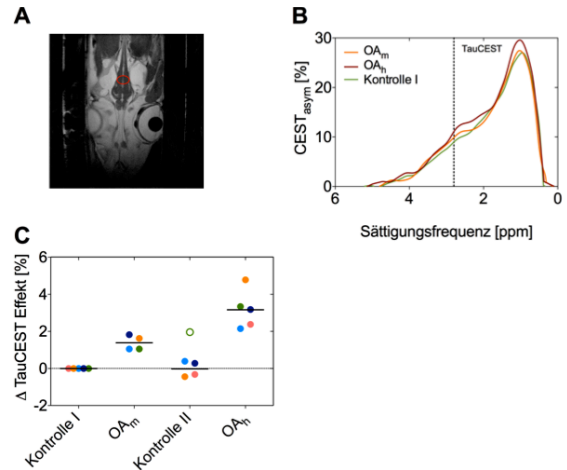 A
B
OAm
OAh
Kontrolle I
TauCEST
CESTasym [%]
30
20
10
0
6
4
2
0
Sättigungsfrequenz [ppm]
C
Δ TauCEST Effekt [%]
6
4
2
0
-2
Kontrolle I
OAm
Kontrolle II
OAh